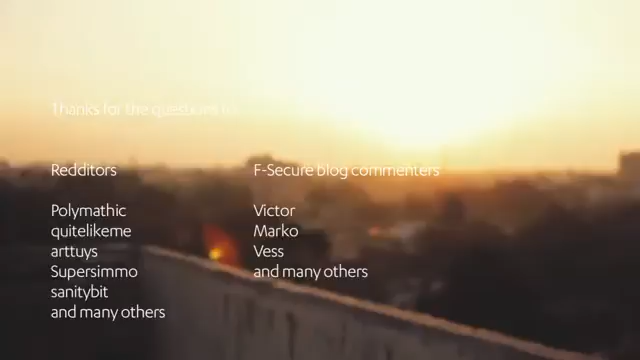 Thanks for the questions to
Redditors
Polymathic
quitelikeme
arttuys
Supersimmo
sanitybit
and many others
F-Secure blog commenters
Victor
Marko
Vess
and many others